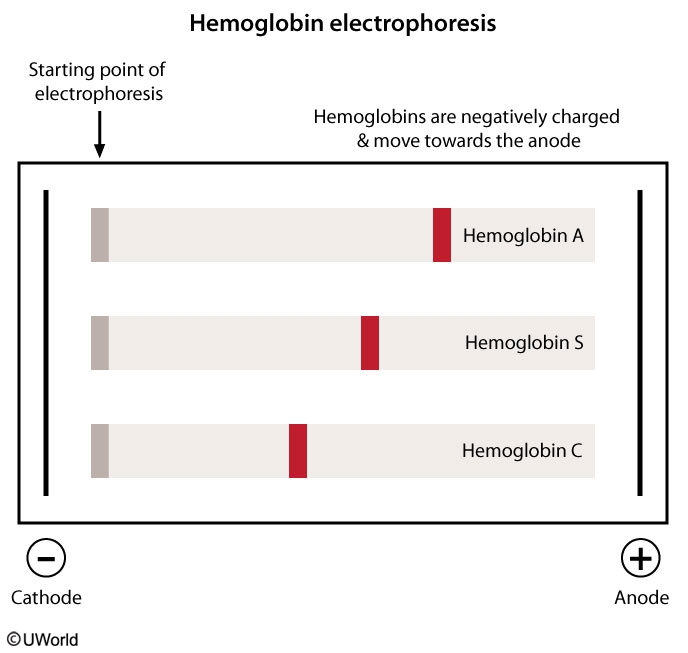 Hemoglobin electrophoresis
Starting point of
electrophoresis
Hemoglobins are negatively charged
& move towards the anode
Hemoglobin A
Hemoglobin S
Hemoglobin C
−
+
Cathode
Anode
©UWorld